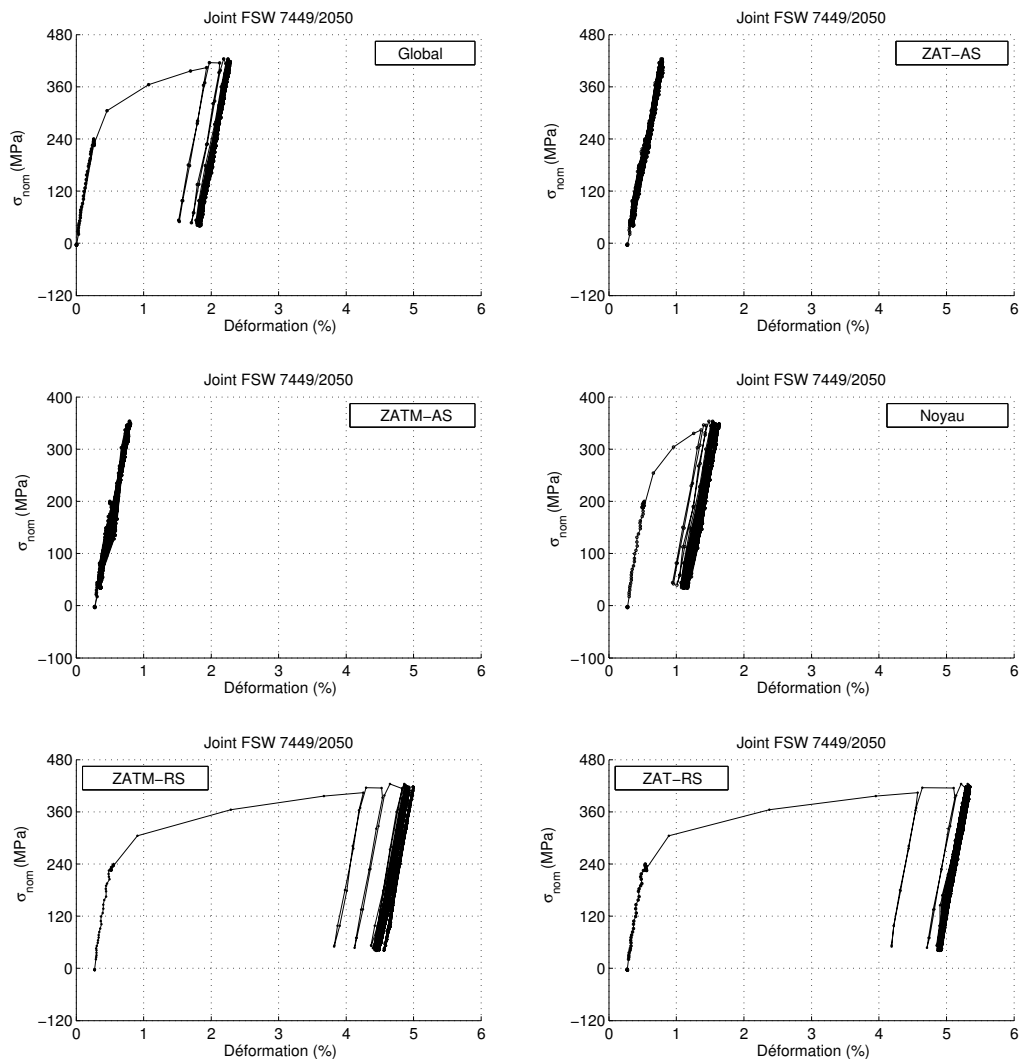 Joint FSW 7449/2050
Global
σnom (MPa)
480
360
240
120
0
−120
0 1 2 3 4 5 6
Déformation (%)
Joint FSW 7449/2050
ZAT−AS
σnom (MPa)
480
360
240
120
0
−120
0 1 2 3 4 5 6
Déformation (%)
Joint FSW 7449/2050
ZATM−AS
σnom (MPa)
400
300
200
100
0
−100
0 1 2 3 4 5 6
Déformation (%)
Joint FSW 7449/2050
Noyau
σnom (MPa)
400
300
200
100
0
−100
0 1 2 3 4 5 6
Déformation (%)
Joint FSW 7449/2050
ZATM−RS
σnom (MPa)
480
360
240
120
0
−120
0 1 2 3 4 5 6
Déformation (%)
Joint FSW 7449/2050
ZAT−RS
σnom (MPa)
480
360
240
120
0
−120
0 1 2 3 4 5 6
Déformation (%)